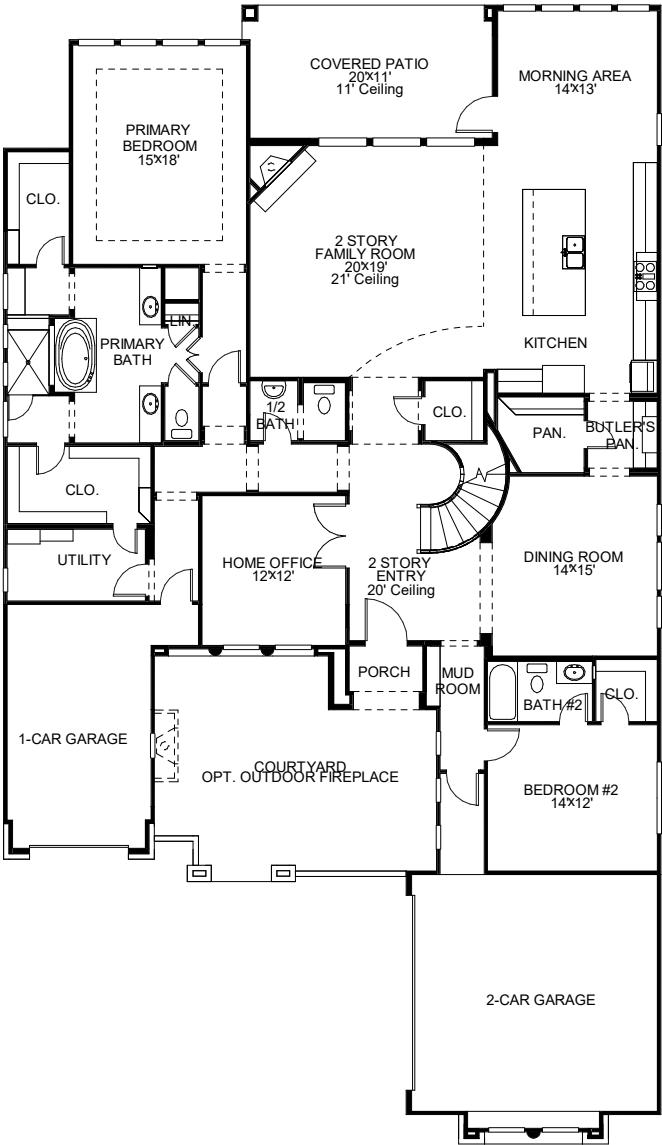 COVERED PATIO
20'X11'
11' Ceiling
MORNING AREA
14'X13'
PRIMARY
BEDROOM
15'X18'
CLO.
2 STORY
FAMILY ROOM
20'X19'
21' Ceiling
LIN.
PRIMARY
BATH
KITCHEN
1/2
BATH
CLO.
PAN.
BUTLER'S
PAN.
CLO.
UTILITY
HOME OFFICE
12'X12'
2 STORY
ENTRY
20' Ceiling
DINING ROOM
14'X15'
PORCH
MUD
ROOM
BATH #2
CLO.
1-CAR GARAGE
COURTYARD
OPT. OUTDOOR FIREPLACE
BEDROOM #2
14'X12'
2-CAR GARAGE